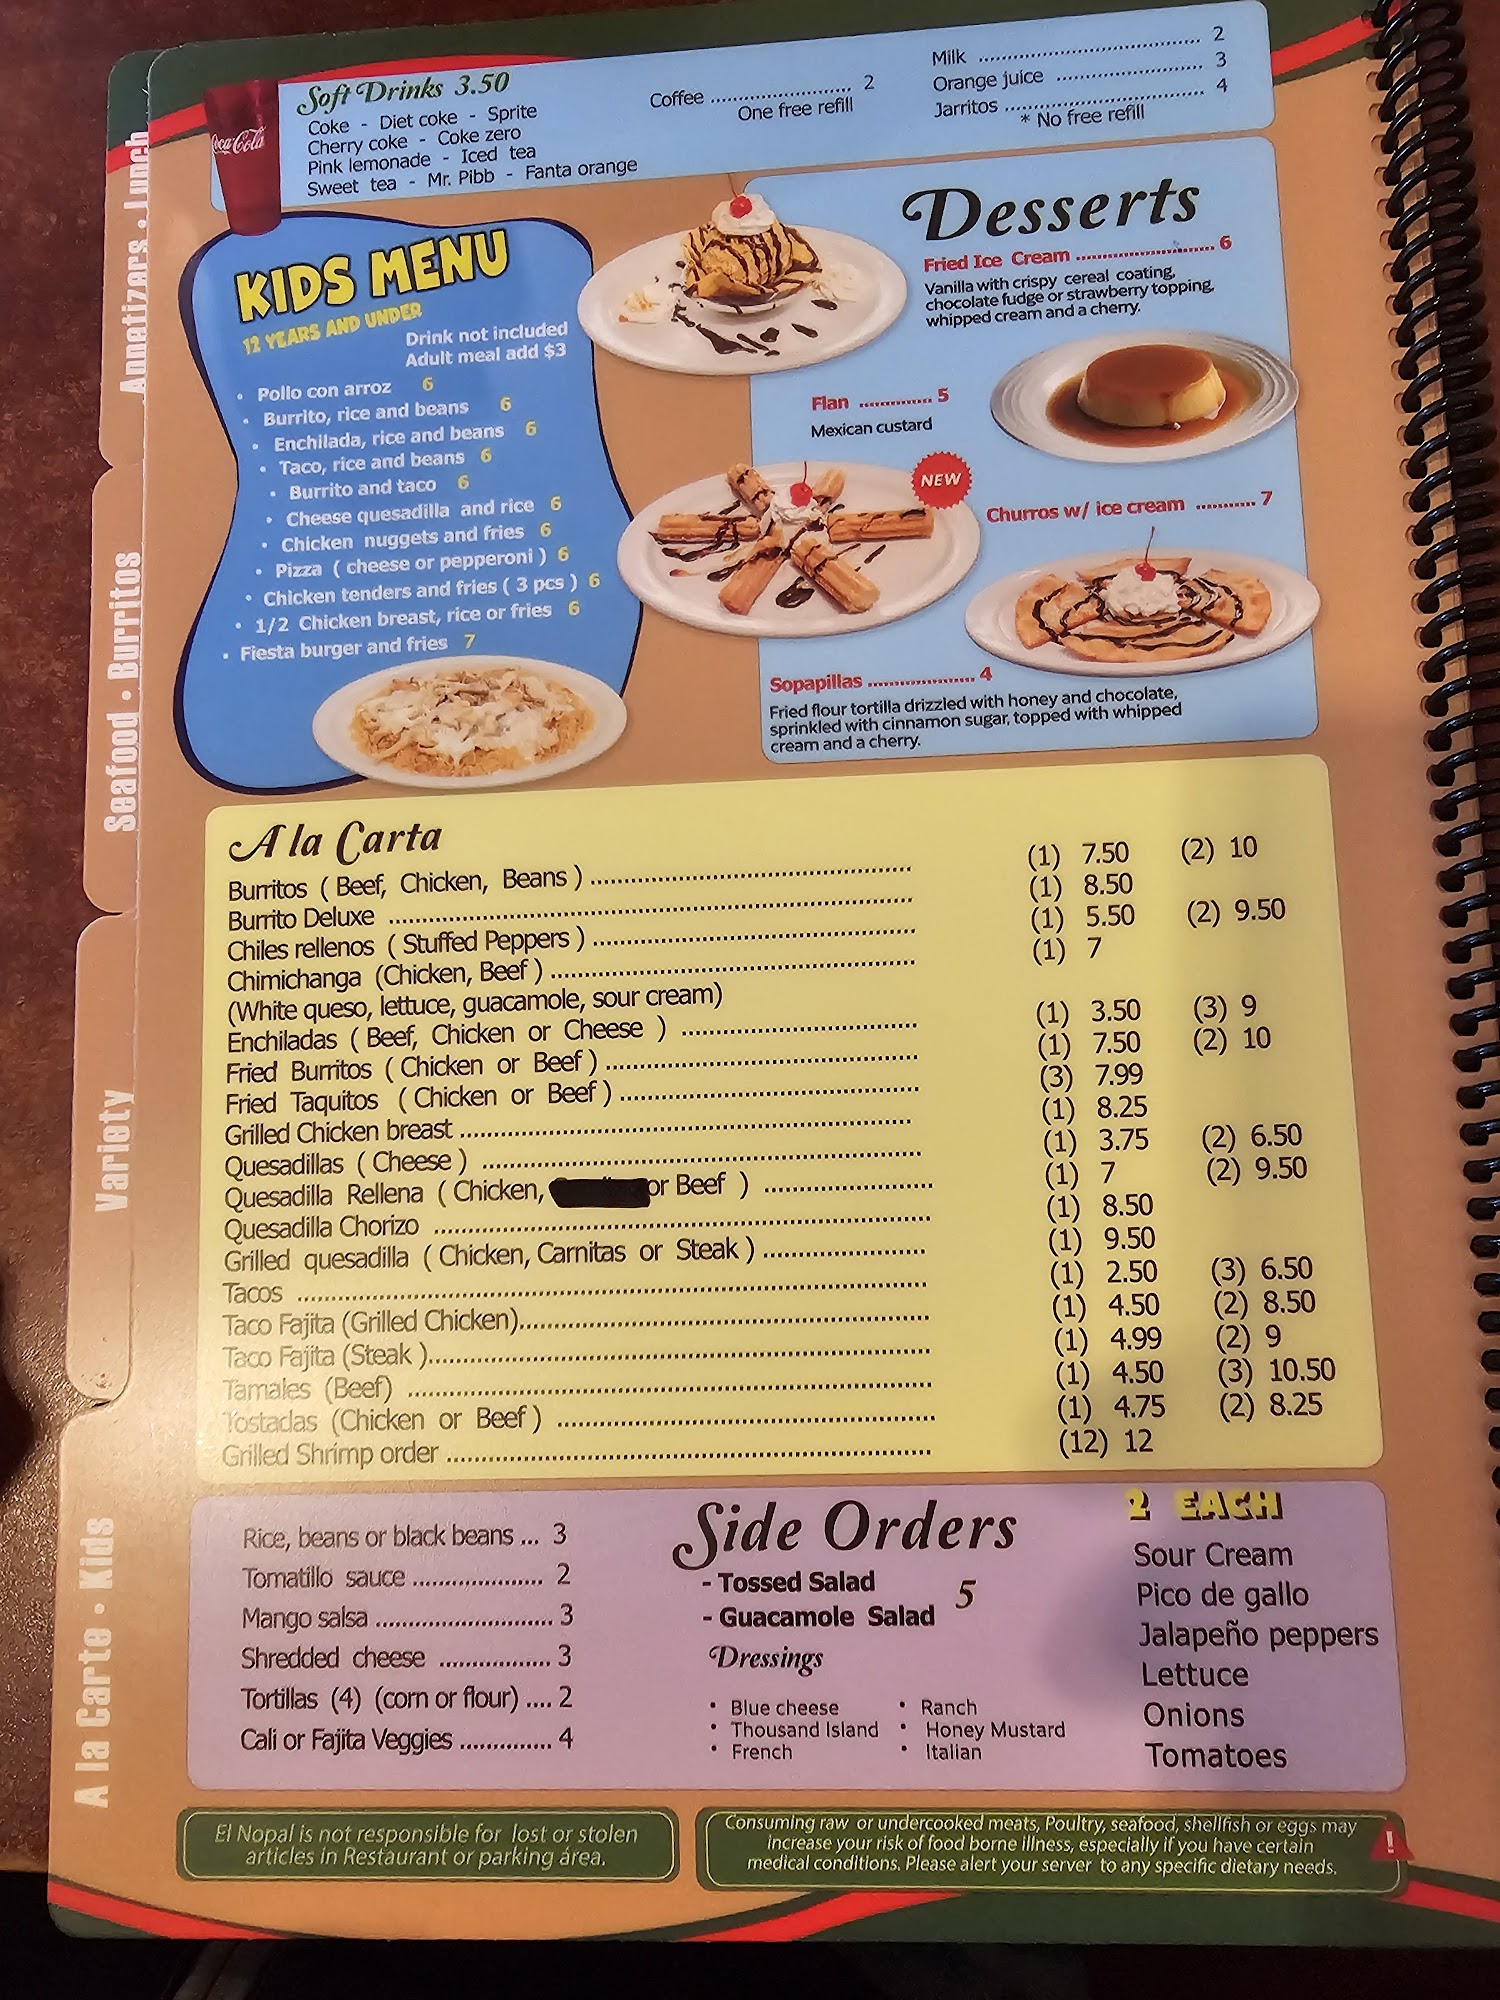 Soft Drinks 3.50
Coke - Diet coke - Sprite
Cherry coke - Coke zero
Pink lemonade - Iced tea
Sweet tea - Mr. Pibb - Fanta orange
Coca-Cola
Coffee ........................ 2
One free refill
Milk ........................ 2
Orange juice ........................ 3
Jarritos ........................ 4
* No free refill
KIDS MENU
12 YEARS AND UNDER
Drink not included
Adult meal add $3
• Pollo con arroz 6
• Burrito, rice and beans 6
• Enchilada, rice and beans 6
• Taco, rice and beans 6
• Burrito and taco 6
• Cheese quesadilla and rice 6
• Chicken nuggets and fries 6
• Pizza ( cheese or pepperoni ) 6
• Chicken tenders and fries ( 3 pcs ) 6
• 1/2 Chicken breast, rice or fries 6
• Fiesta burger and fries 7
Desserts
Fried Ice Cream ........................ 6
Vanilla with crispy cereal coating,
chocolate fudge or strawberry topping,
whipped cream and a cherry.
Flan .............. 5
Mexican custard
NEW
Churros w/ ice cream ........... 7
Sopapillas .................... 4
Fried flour tortilla drizzled with honey and chocolate,
sprinkled with cinnamon sugar, topped with whipped
cream and a cherry.
A la Carta
Burritos ( Beef, Chicken, Beans ) ........................ (1) 7.50 (2) 10
Burrito Deluxe ........................ (1) 8.50
Chiles rellenos ( Stuffed Peppers ) ........................ (1) 5.50 (2) 9.50
Chimichanga (Chicken, Beef ) ........................ (1) 7
(White queso, lettuce, guacamole, sour cream)
Enchiladas ( Beef, Chicken or Cheese ) ........................ (1) 3.50 (3) 9
Fried Burritos ( Chicken or Beef ) ........................ (1) 7.50 (2) 10
Fried Taquitos ( Chicken or Beef ) ........................ (3) 7.99
Grilled Chicken breast ........................ (1) 8.25
Quesadillas ( Cheese ) ........................ (1) 3.75 (2) 6.50
Quesadilla Rellena ( Chicken, or Beef ) ........................ (1) 7 (2) 9.50
Quesadilla Chorizo ........................ (1) 8.50
Grilled quesadilla ( Chicken, Carnitas or Steak ) ........................ (1) 9.50
Tacos ........................ (1) 2.50 (3) 6.50
Taco Fajita (Grilled Chicken)........................ (1) 4.50 (2) 8.50
Taco Fajita (Steak )........................ (1) 4.99 (2) 9
Tamales (Beef) ........................ (1) 4.50 (3) 10.50
Tostadas (Chicken or Beef ) ........................ (1) 4.75 (2) 8.25
Grilled Shrimp order ........................ (12) 12
Side Orders
Rice, beans or black beans ... 3
Tomatillo sauce ..................... 2
Mango salsa ........................... 3
Shredded cheese ................. 3
Tortillas (4) (corn or flour) .... 2
Cali or Fajita Veggies .............. 4
- Tossed Salad
- Guacamole Salad
5
Dressings
• Blue cheese
• Thousand Island
• French
• Ranch
• Honey Mustard
• Italian
2 EACH
Sour Cream
Pico de gallo
Jalapeño peppers
Lettuce
Onions
Tomatoes
El Nopal is not responsible for lost or stolen
articles in Restaurant or parking área.
Consuming raw or undercooked meats, Poultry, seafood, shellfish or eggs may
increase your risk of food borne illness, especially if you have certain
medical conditions. Please alert your server to any specific dietary needs.
!
Appetizers • Lunch
Seafood • Burritos
Variety
A la Carte • Kids